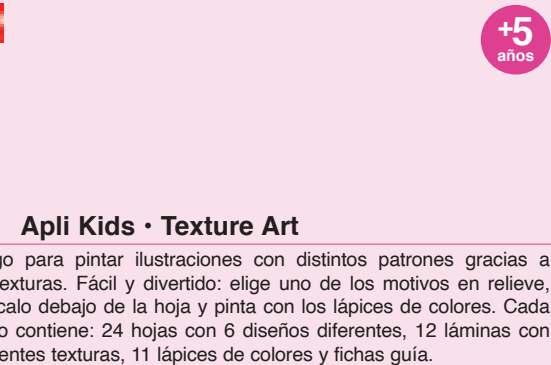 +5
años
Apli Kids • Texture Art
go para pintar ilustraciones con distintos patrones gracias a
exturas. Fácil y divertido: elige uno de los motivos en relieve,
calo debajo de la hoja y pinta con los lápices de colores. Cada
o contiene: 24 hojas con 6 diseños diferentes, 12 láminas con
entes texturas, 11 lápices de colores y fichas guía.